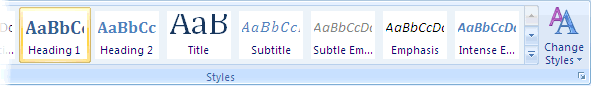 AaBbC AaBbCc AaB AaBbCc. AaBbCcDc AaBbCcDc AaBbCcDc
Heading 1 Heading 2 Title Subtitle Subtle Em... Emphasis Intense E... Change Styles
Styles